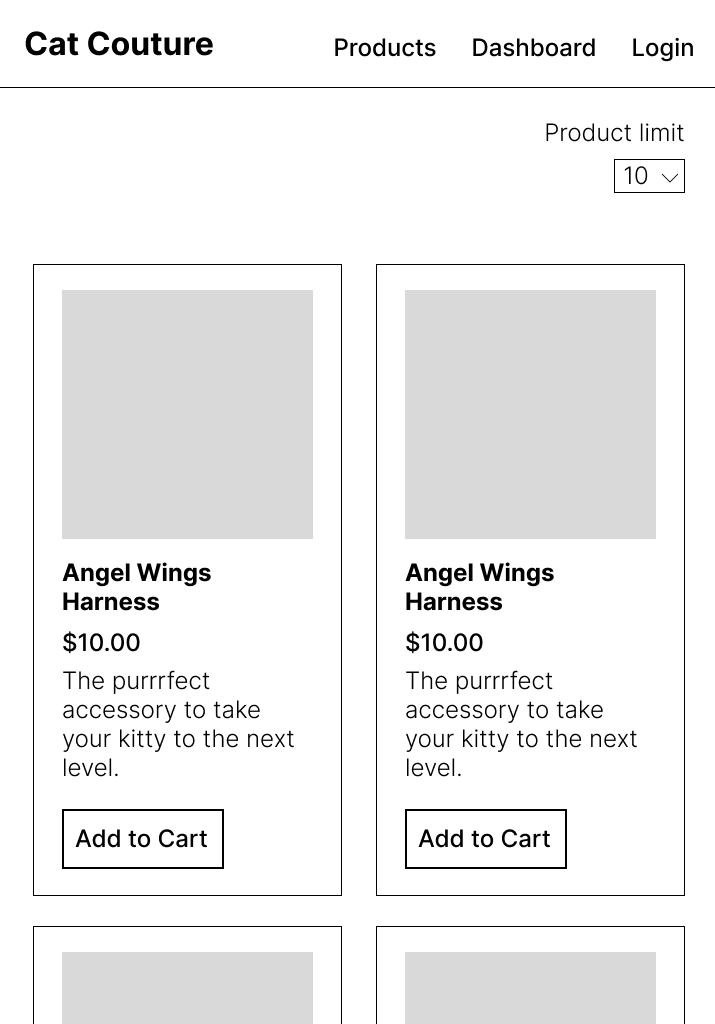 Cat Couture
Products Dashboard Login
Product limit
10
Angel Wings
Harness
$10.00
The purrrfect
accessory to take
your kitty to the next
level.
Add to Cart
Angel Wings
Harness
$10.00
The purrrfect
accessory to take
your kitty to the next
level.
Add to Cart